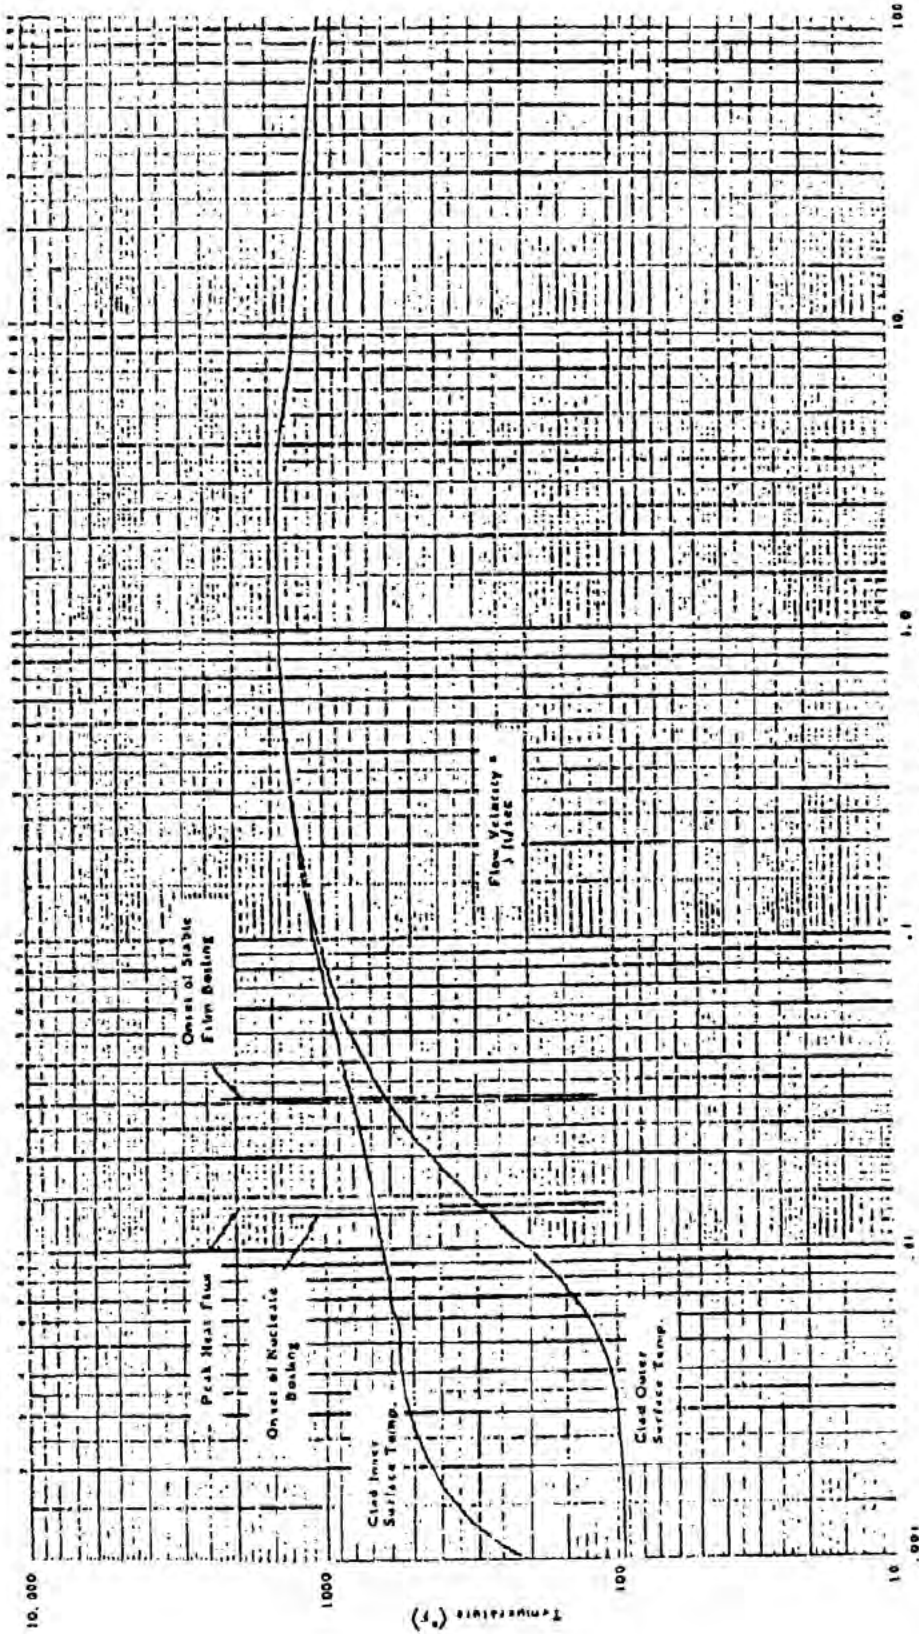 10,000
1000
100
10
Temperature (°F)
.001
.01
.1
1.0
10.
100
Onset of Stable
Film Boiling
Peak Heat Flux
Onset of Nucleate
Boiling
Clad Inner
Surface Temp.
Clad Outer
Surface Temp.
Flow Velocity =
ft/sec